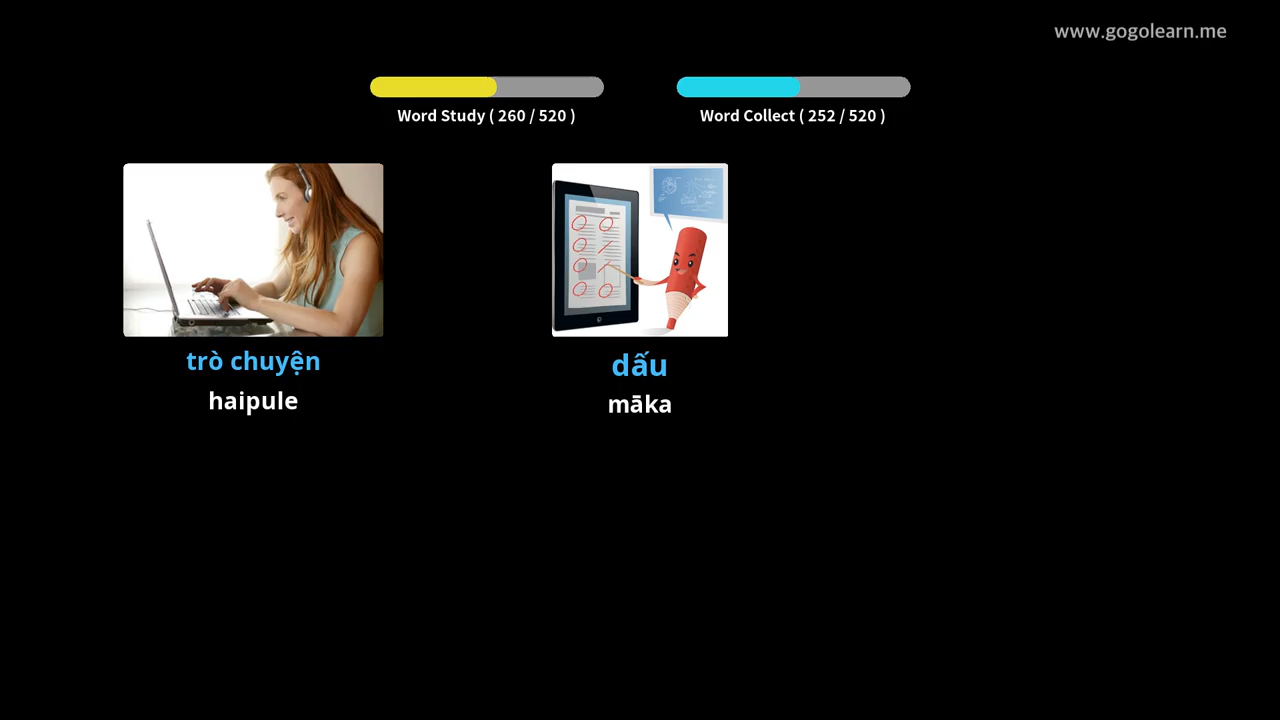 www.gogolearn.me
Word Study ( 260 / 520 )
Word Collect ( 252 / 520 )
trò chuyện
haipule
dấu
māka